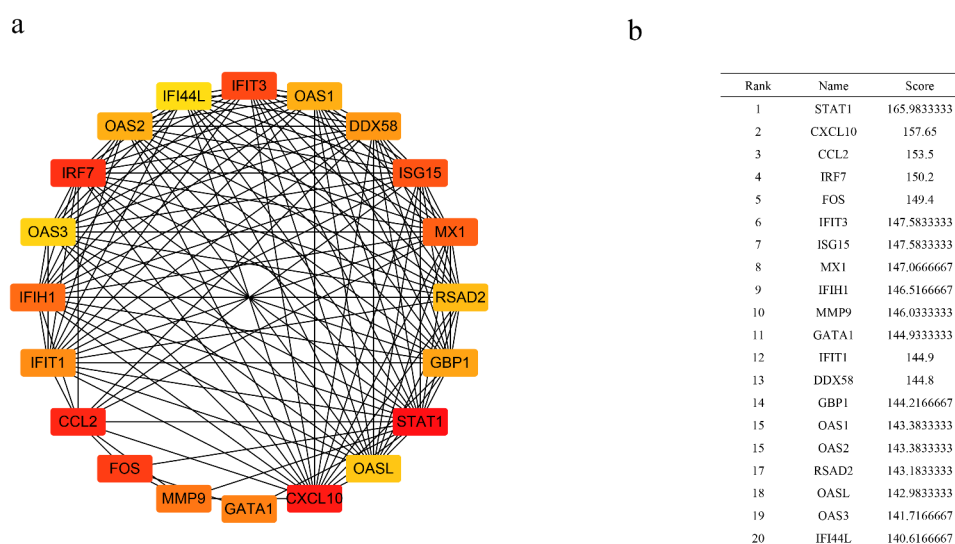 a
b
IFIT3
IFI44L
OAS1
OAS2
DDX58
IRF7
ISG15
OAS3
MX1
IFIH1
RSAD2
IFIT1
GBP1
CCL2
STAT1
FOS
OASL
MMP9
GATA1
CXCL10
Rank Name Score
1 STAT1 165.9833333
2 CXCL10 157.65
3 CCL2 153.5
4 IRF7 150.2
5 FOS 149.4
6 IFIT3 147.5833333
7 ISG15 147.5833333
8 MX1 147.0666667
9 IFIH1 146.5166667
10 MMP9 146.0333333
11 GATA1 144.9333333
12 IFIT1 144.9
13 DDX58 144.8
14 GBP1 144.2166667
15 OAS1 143.3833333
15 OAS2 143.3833333
17 RSAD2 143.1833333
18 OASL 142.9833333
19 OAS3 141.7166667
20 IFI44L 140.6166667